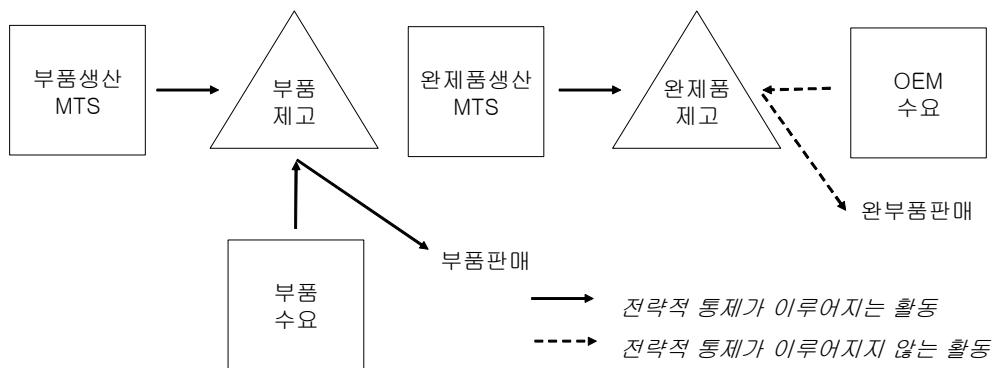 부품생산
MTS
부품
제고
완제품생산
MTS
완제품
제고
OEM
수요
완부품판매
부품판매
부품
수요
전략적 통제가 이루어지는 활동
전략적 통제가 이루어지지 않는 활동